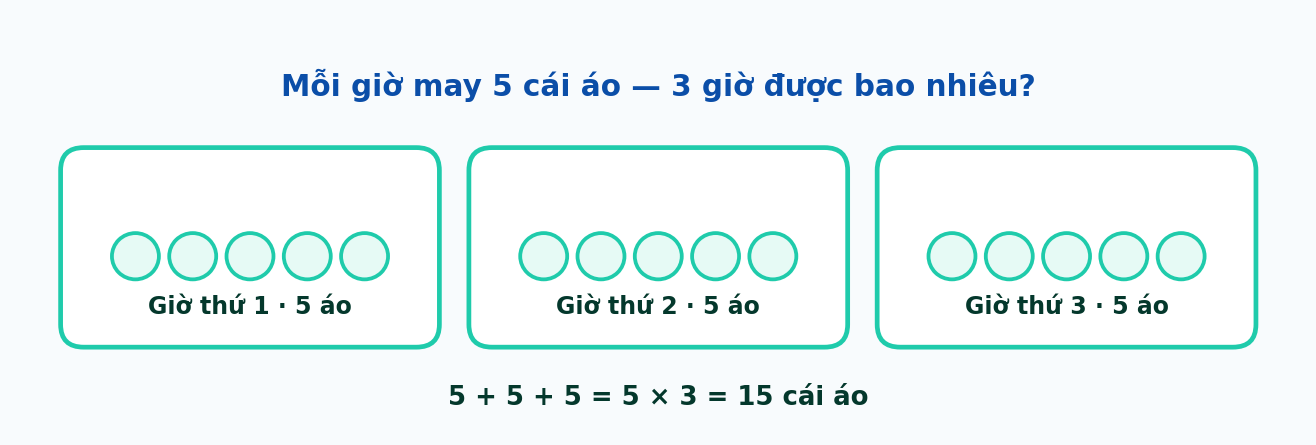 Mỗi giờ may 5 cái áo — 3 giờ được bao nhiêu?
Giờ thứ 1 · 5 áo
Giờ thứ 2 · 5 áo
Giờ thứ 3 · 5 áo
5 + 5 + 5 = 5 × 3 = 15 cái áo